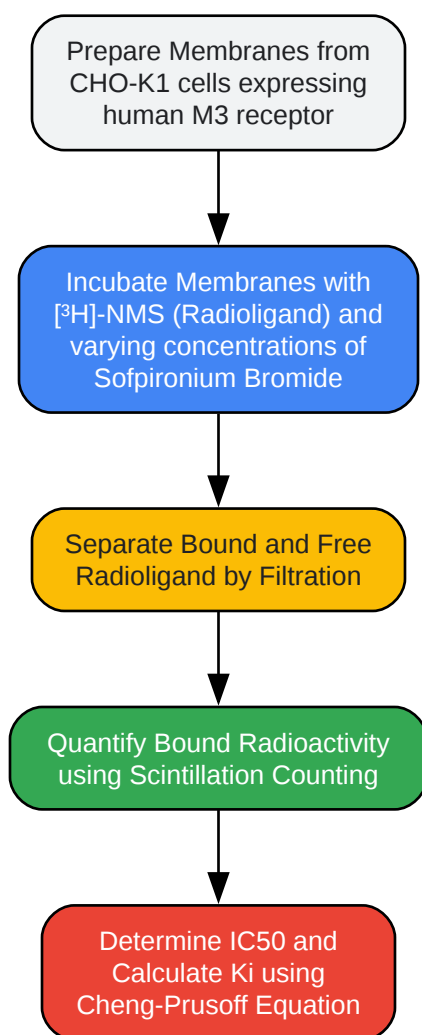 Prepare Membranes from
CHO-K1 cells expressing
human M3 receptor
Incubate Membranes with
[³H]-NMS (Radioligand) and
varying concentrations of
Sofpironium Bromide
Separate Bound and Free
Radioligand by Filtration
Quantify Bound Radioactivity
using Scintillation Counting
Determine IC50 and
Calculate Ki using
Cheng-Prusoff Equation